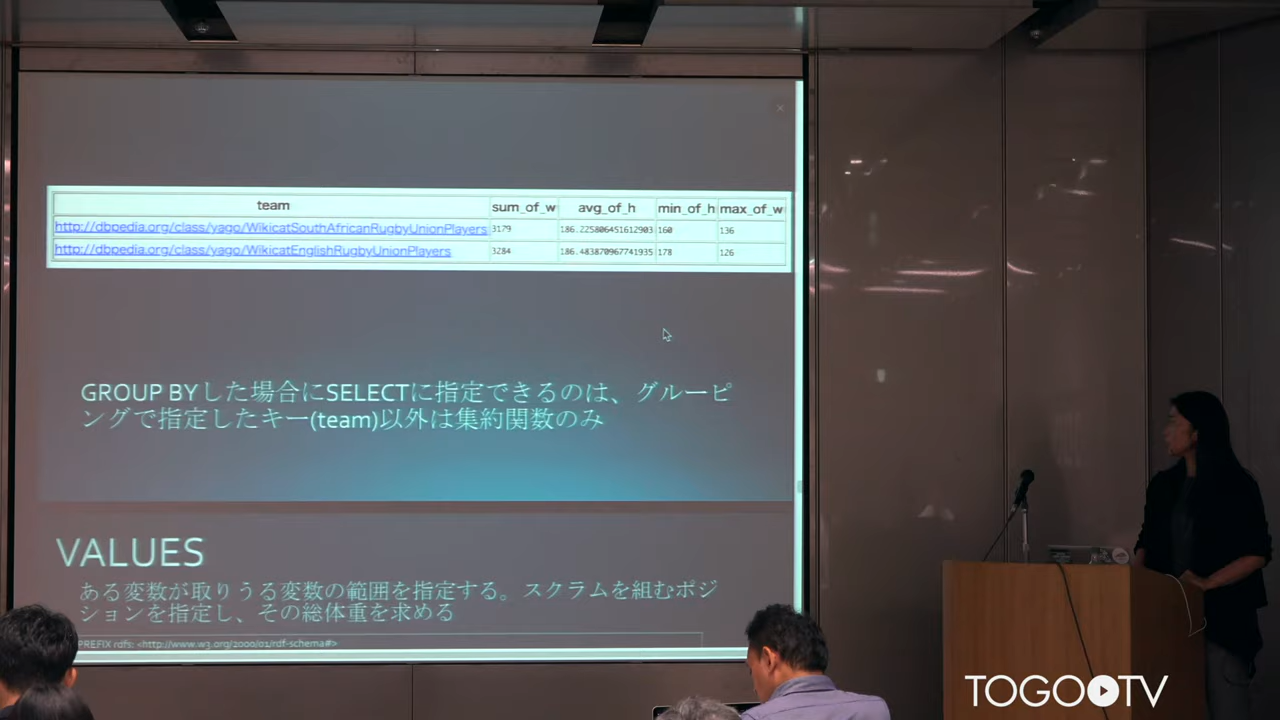 team sum_of_w avg_of_h min_of_h max_of_w
http://dbpedia.org/class/yago/WikicatSouthAfricanRugbyUnionPlayers 3179 186.225806451612903 160 136
http://dbpedia.org/class/yago/WikicatEnglishRugbyUnionPlayers 3284 186.483870967741935 178 126
GROUP BYした場合にSELECTに指定できるのは、グルーピ
ングで指定したキー(team)以外は集約関数のみ
VALUES
ある変数が取りうる変数の範囲を指定する。スクラムを組むポジ
ションを指定し、その総体重を求める
PREFIX rdfs: <http://www.w3.org/2000/01/rdf-schema#>
TOGOTV